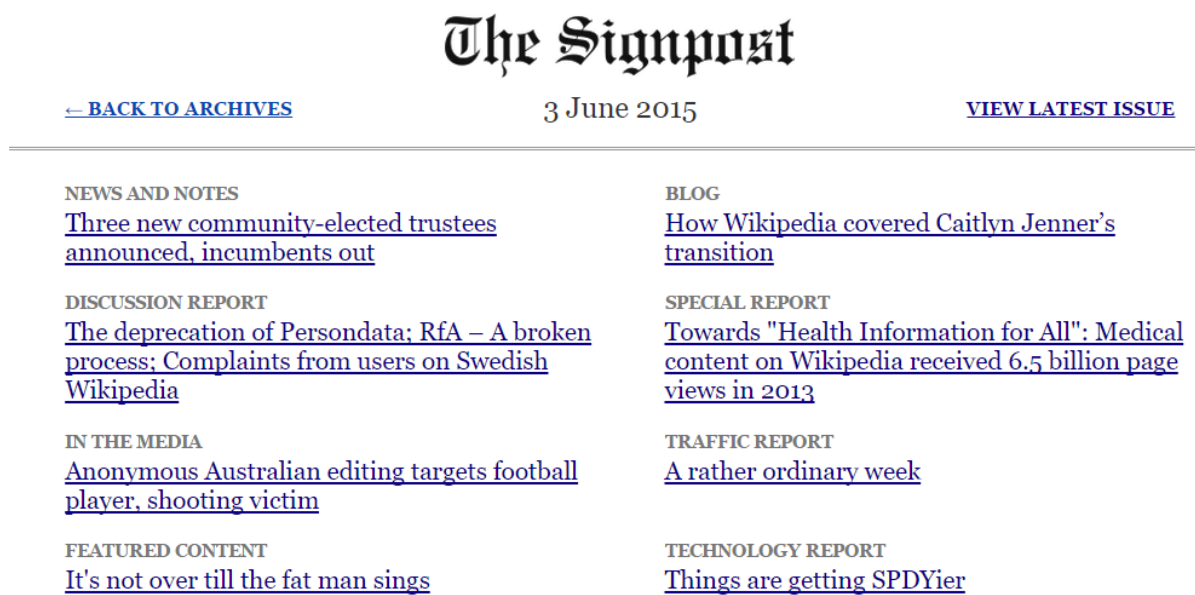 The Signpost
← BACK TO ARCHIVES
3 June 2015
VIEW LATEST ISSUE
NEWS AND NOTES
Three new community-elected trustees
announced, incumbents out
DISCUSSION REPORT
The deprecation of Persondata; RfA – A broken
process; Complaints from users on Swedish
Wikipedia
IN THE MEDIA
Anonymous Australian editing targets football
player, shooting victim
FEATURED CONTENT
It's not over till the fat man sings
BLOG
How Wikipedia covered Caitlyn Jenner’s
transition
SPECIAL REPORT
Towards "Health Information for All": Medical
content on Wikipedia received 6.5 billion page
views in 2013
TRAFFIC REPORT
A rather ordinary week
TECHNOLOGY REPORT
Things are getting SPDYier